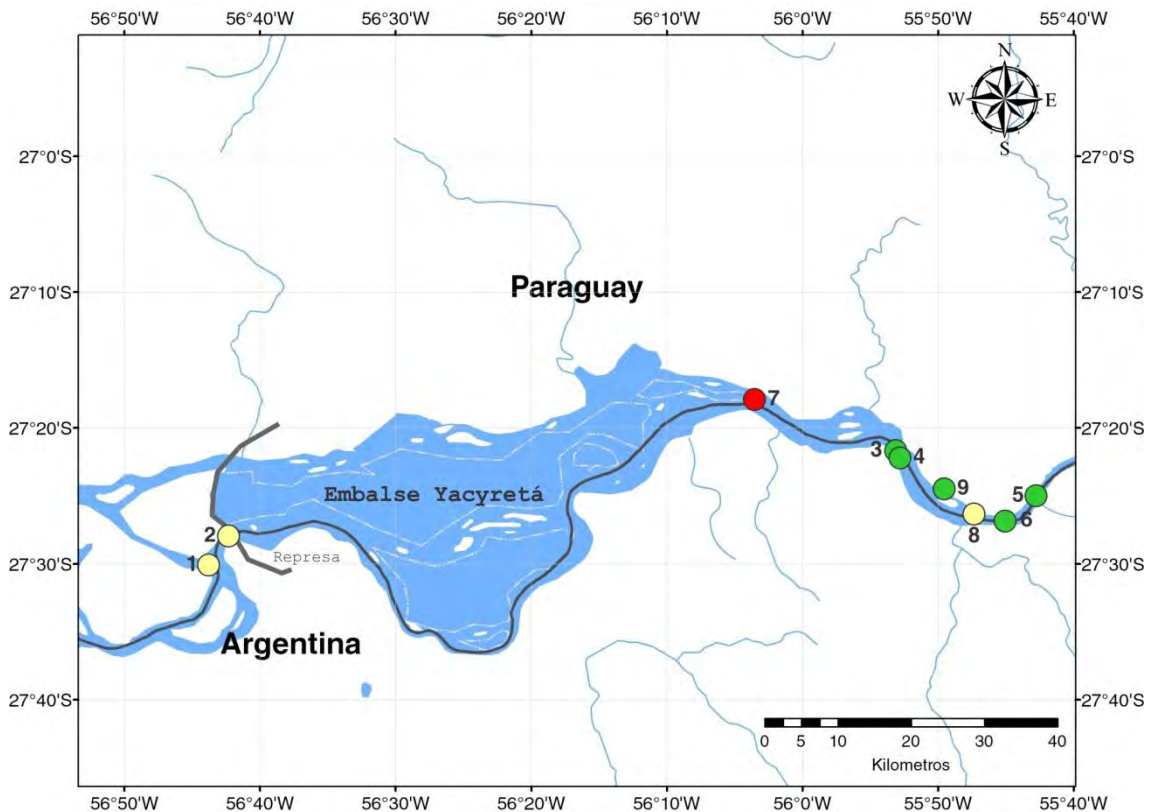 56°50'W 56°40'W 56°30'W 56°20'W 56°10'W 56°0'W 55°50'W 55°40'W
N
W E
S
27°0'S 27°0'S
Paraguay
27°10'S 27°10'S
7
27°20'S 27°20'S
3 4
9
Embalse Yacyretá
5
6
8
2
Represa
1
27°30'S 27°30'S
Argentina
27°40'S 27°40'S
0 5 10 20 30 40
Kilometros
56°50'W 56°40'W 56°30'W 56°20'W 56°10'W 56°0'W 55°50'W 55°40'W